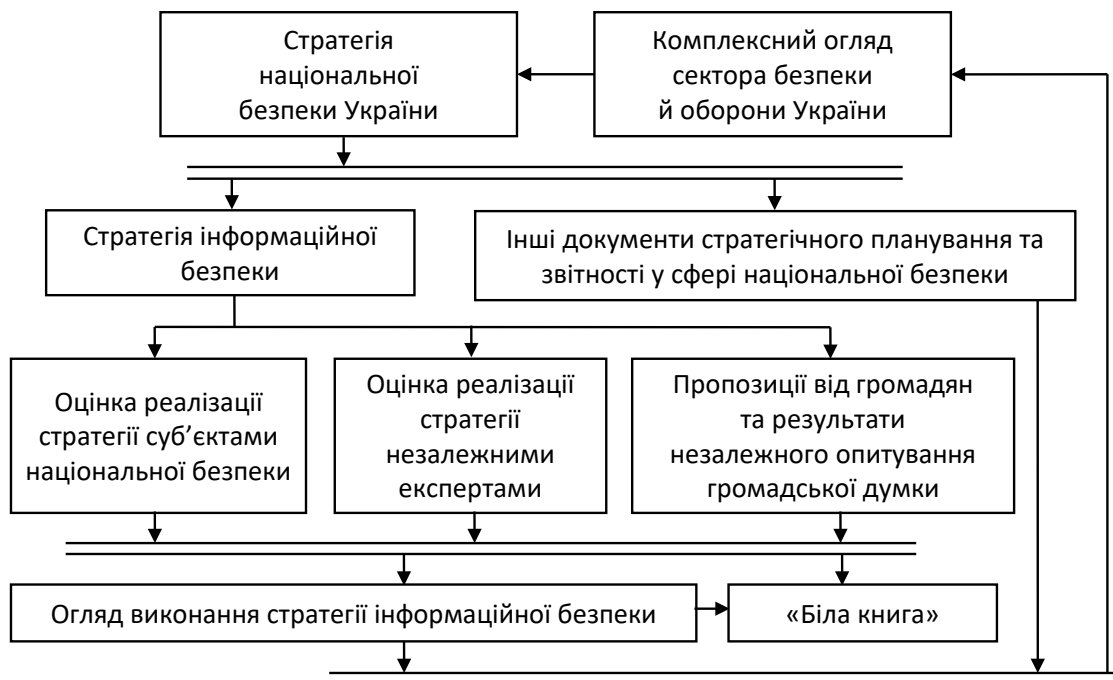 Стратегія
національної
безпеки України
Комплексний огляд
сектора безпеки
й оборони України
Стратегія інформаційної
безпеки
Інші документи стратегічного планування та
звітності у сфері національної безпеки
Оцінка реалізації
стратегії суб’єктами
національної безпеки
Оцінка реалізації
стратегії
незалежними
експертами
Пропозиції від громадян
та результати
незалежного опитування
громадської думки
Огляд виконання стратегії інформаційної безпеки
«Біла книга»